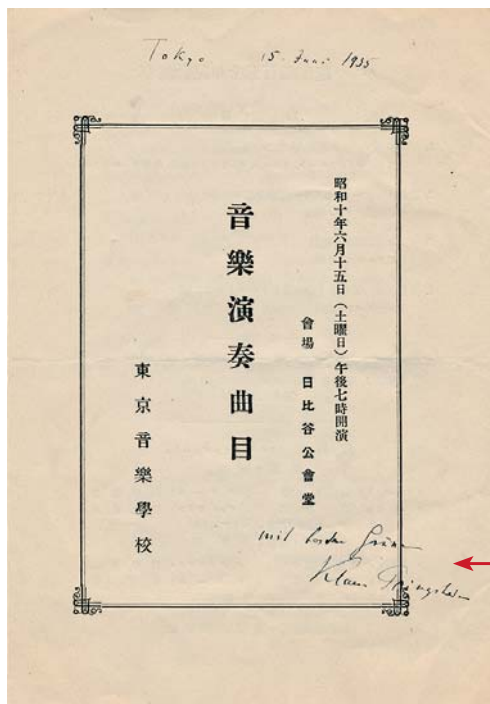 Tokyo 15. Juni 1935
昭和十年六月十五日（土曜日）午後七時開演
會場 日比谷公會堂
音樂演奏曲目
東京音樂學校
mit besten Grüßen
Klaus Pringsheim